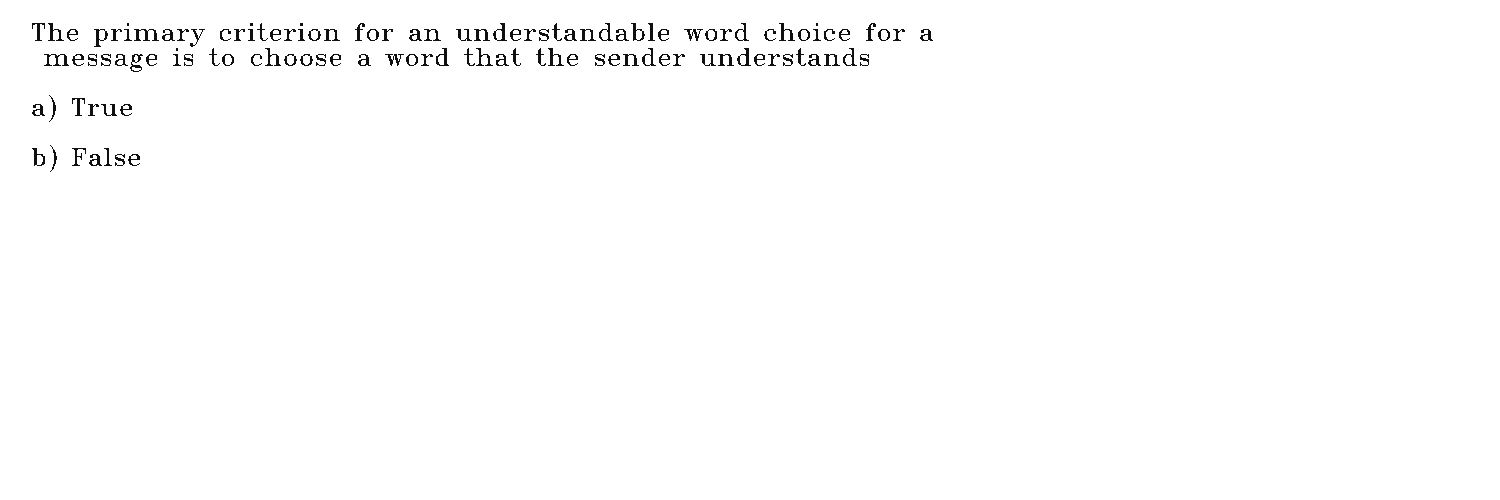 The primary criterion for an understandable word choice for a
message is to choose a word that the sender understands
a) True
b) False